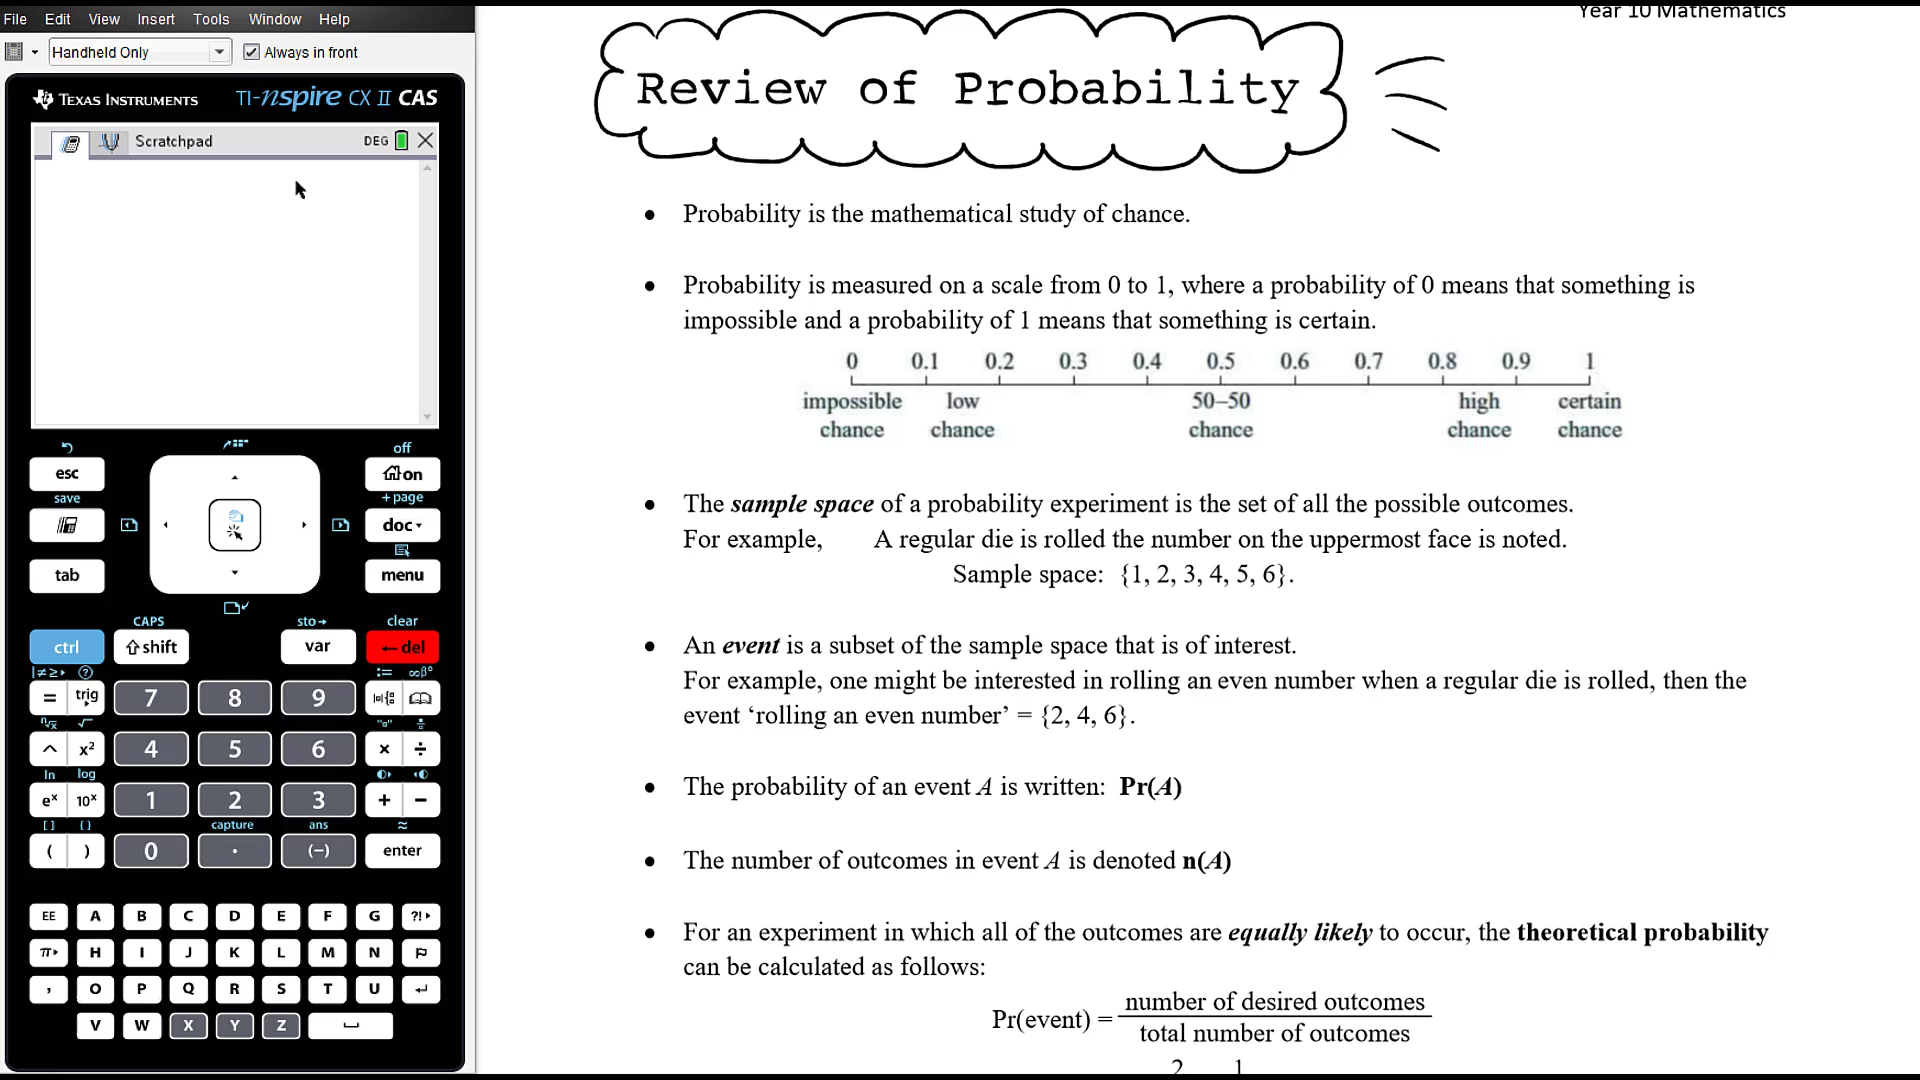 File Edit View Insert Tools Window Help
Handheld Only Always in front
TEXAS INSTRUMENTS TI-nspire CX II CAS
Scratchpad DEG
off
esc on
save + page
doc
tab menu
CAPS sto→ clear
ctrl shift var ←del
|≠≥▸ ? := ∞β°
= trig 7 8 9
ⁿ√x √ "▫" ÷
^ x² 4 5 6 × ÷
ln log
eˣ 10ˣ 1 2 3 + −
[ ] { } capture ans ≈
( ) 0 . (−) enter
EE A B C D E F G ?!▸
π▸ H I J K L M N
, O P Q R S T U
V W X Y Z
Year 10 Mathematics
Review of Probability
• Probability is the mathematical study of chance.
• Probability is measured on a scale from 0 to 1, where a probability of 0 means that something is
impossible and a probability of 1 means that something is certain.
0 0.1 0.2 0.3 0.4 0.5 0.6 0.7 0.8 0.9 1
impossible low 50–50 high certain
chance chance chance chance chance
• The sample space of a probability experiment is the set of all the possible outcomes.
For example, A regular die is rolled the number on the uppermost face is noted.
Sample space: {1, 2, 3, 4, 5, 6}.
• An event is a subset of the sample space that is of interest.
For example, one might be interested in rolling an even number when a regular die is rolled, then the
event ‘rolling an even number’ = {2, 4, 6}.
• The probability of an event A is written: Pr(A)
• The number of outcomes in event A is denoted n(A)
• For an experiment in which all of the outcomes are equally likely to occur, the theoretical probability
can be calculated as follows:
number of desired outcomes
Pr(event) =
total number of outcomes
2 1